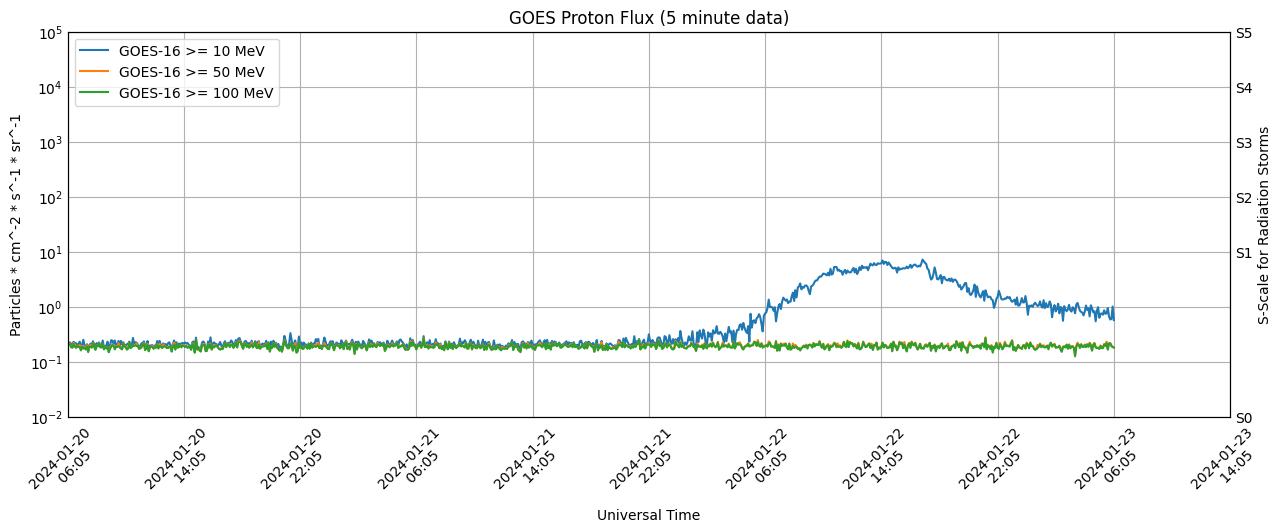 GOES Proton Flux (5 minute data)
GOES-16 >= 10 MeV
GOES-16 >= 50 MeV
GOES-16 >= 100 MeV
Particles * cm^-2 * s^-1 * sr^-1
10^5
10^4
10^3
10^2
10^1
10^0
10^-1
10^-2
S5
S4
S3
S2
S1
S0
S-Scale for Radiation Storms
2024-01-20
06:05
2024-01-20
14:05
2024-01-20
22:05
2024-01-21
06:05
2024-01-21
14:05
2024-01-21
22:05
2024-01-22
06:05
2024-01-22
14:05
2024-01-22
22:05
2024-01-23
06:05
2024-01-23
14:05
Universal Time